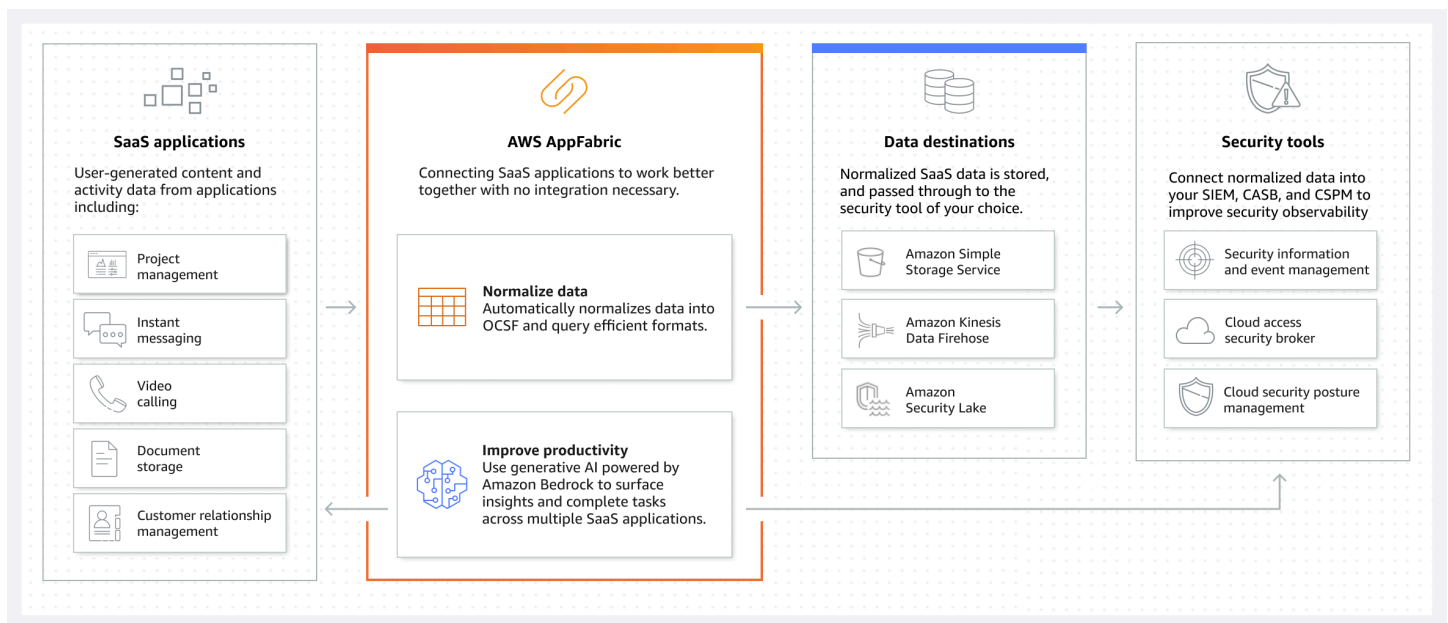 SaaS applications
User-generated content and
activity data from applications
including:
Project
management
Instant
messaging
Video
calling
Document
storage
Customer relationship
management
AWS AppFabric
Connecting SaaS applications to work better
together with no integration necessary.
Normalize data
Automatically normalizes data into
OCSF and query efficient formats.
Improve productivity
Use generative AI powered by
Amazon Bedrock to surface
insights and complete tasks
across multiple SaaS applications.
Data destinations
Normalized SaaS data is stored,
and passed through to the
security tool of your choice.
Amazon Simple
Storage Service
Amazon Kinesis
Data Firehose
Amazon
Security Lake
Security tools
Connect normalized data into
your SIEM, CASB, and CSPM to
improve security observability
Security information
and event management
Cloud access
security broker
Cloud security posture
management